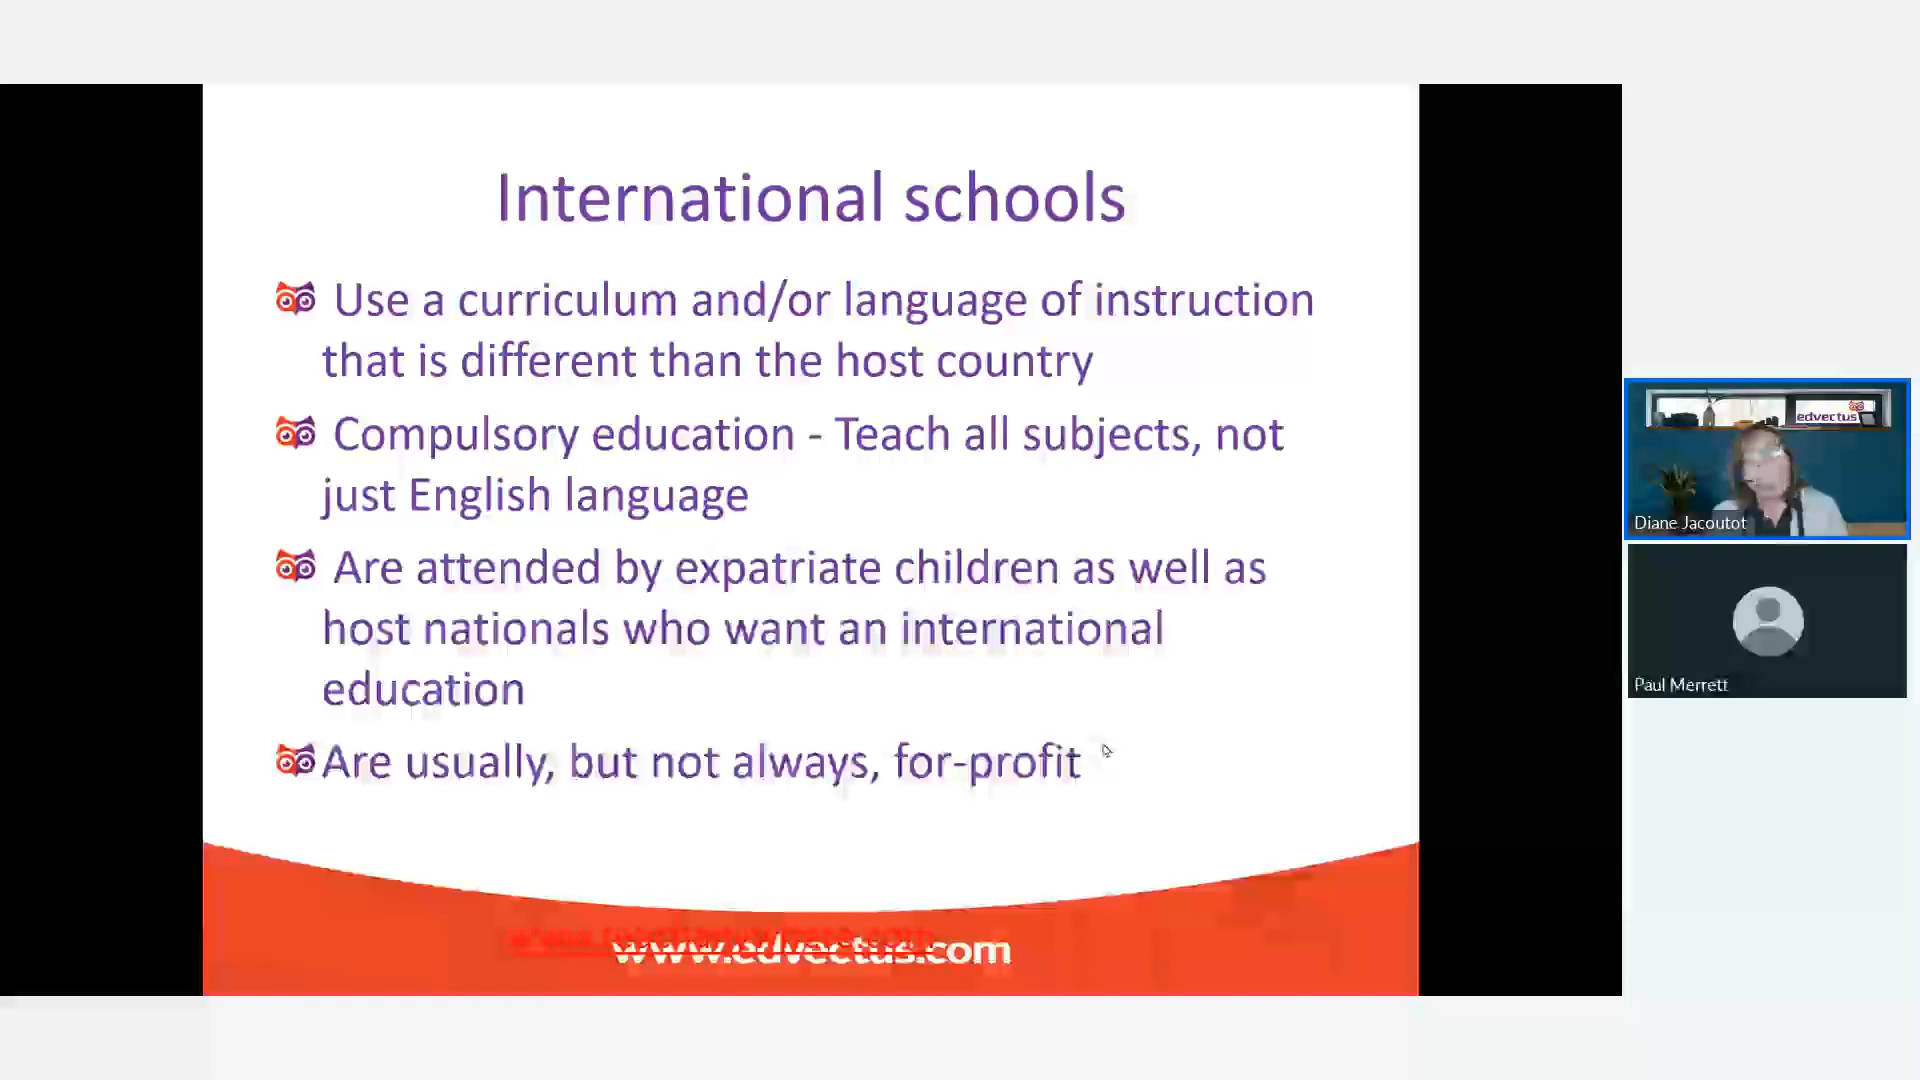 International schools
Use a curriculum and/or language of instruction
that is different than the host country
Compulsory education - Teach all subjects, not
just English language
Are attended by expatriate children as well as
host nationals who want an international
education
Are usually, but not always, for-profit
www.edvectus.com
edvectus
Diane Jacoutot
Paul Merrett